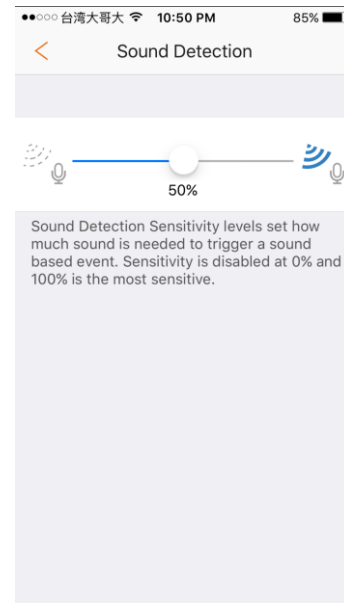 台湾大哥大 10:50 PM 85%
Sound Detection
50%
Sound Detection Sensitivity levels set how
much sound is needed to trigger a sound
based event. Sensitivity is disabled at 0% and
100% is the most sensitive.